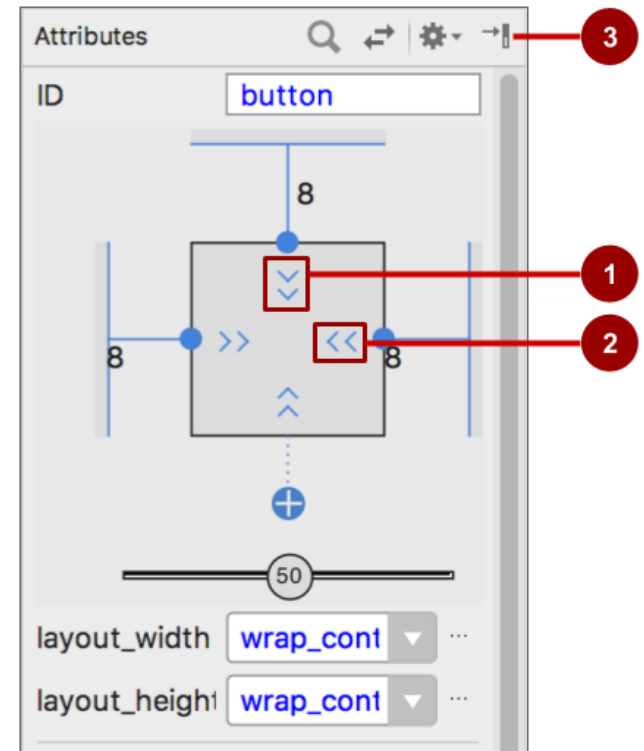 Attributes
3
ID button
8
1
8 8 2
50
layout_width wrap_cont ...
layout_height wrap_cont ...